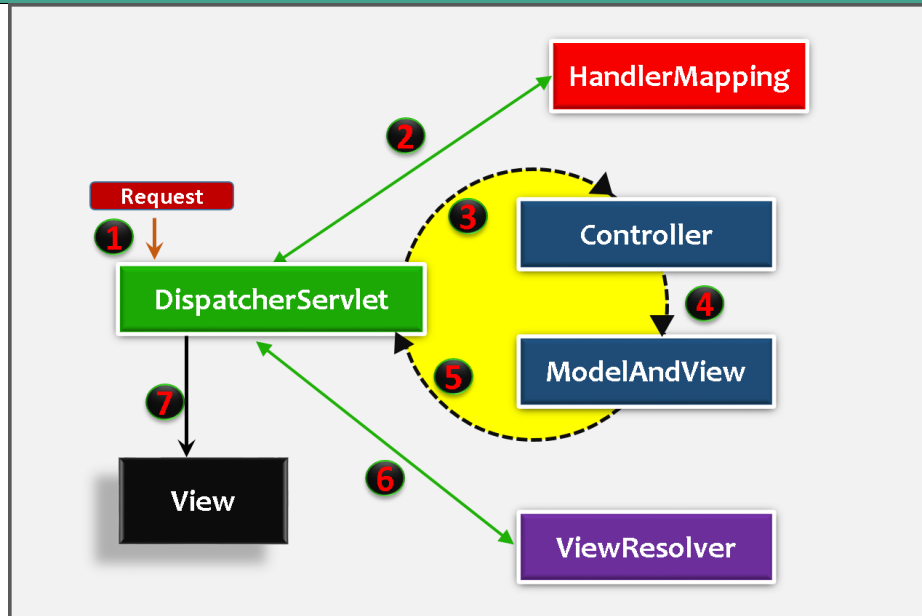 HandlerMapping
2
Request
1
3
Controller
DispatcherServlet
4
ModelAndView
5
7
6
View
ViewResolver